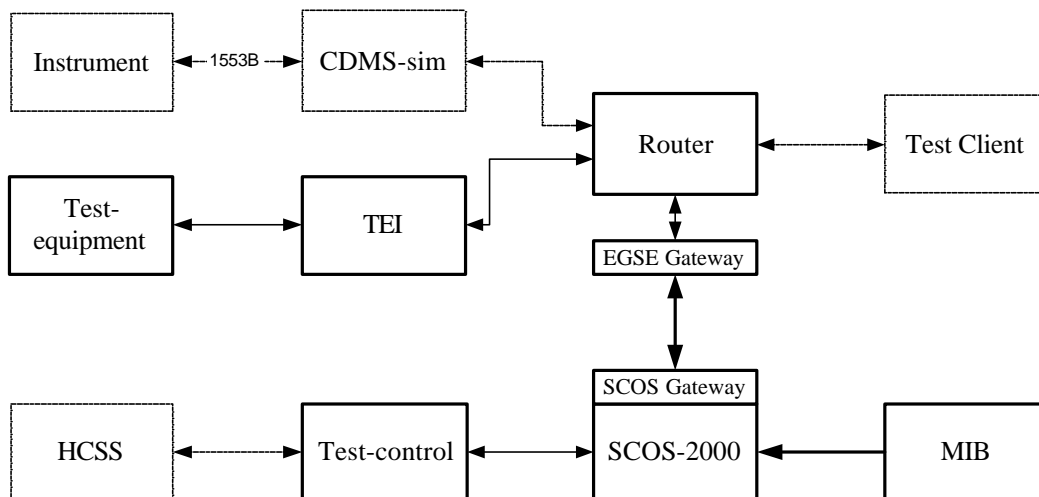 Instrument
1553B
CDMS-sim
Router
Test Client
Test-
equipment
TEI
EGSE Gateway
SCOS Gateway
HCSS
Test-control
SCOS-2000
MIB